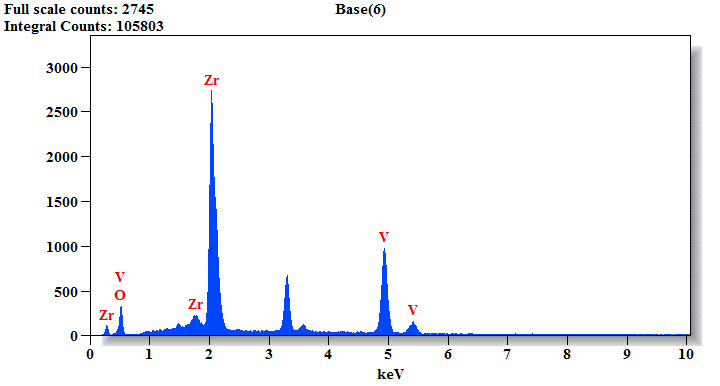 Full scale counts: 2745 Base(6)
Integral Counts: 105803
3000
2500
2000
1500
1000
500
0
Zr
V
V
V
O
Zr
Zr
0 1 2 3 4 5 6 7 8 9 10
keV